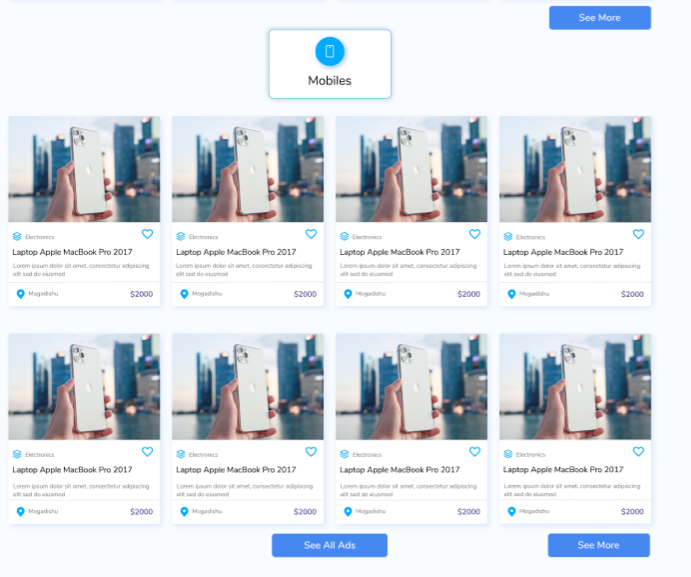 See More
Mobiles
Electronics
Laptop Apple MacBook Pro 2017
Lorem ipsum dolor sit amet, consectetur adipiscing
elit sed do eiusmod
Mogadishu $2000
Electronics
Laptop Apple MacBook Pro 2017
Lorem ipsum dolor sit amet, consectetur adipiscing
elit sed do eiusmod
Mogadishu $2000
Electronics
Laptop Apple MacBook Pro 2017
Lorem ipsum dolor sit amet, consectetur adipiscing
elit sed do eiusmod
Mogadishu $2000
Electronics
Laptop Apple MacBook Pro 2017
Lorem ipsum dolor sit amet, consectetur adipiscing
elit sed do eiusmod
Mogadishu $2000
Electronics
Laptop Apple MacBook Pro 2017
Lorem ipsum dolor sit amet, consectetur adipiscing
elit sed do eiusmod
Mogadishu $2000
Electronics
Laptop Apple MacBook Pro 2017
Lorem ipsum dolor sit amet, consectetur adipiscing
elit sed do eiusmod
Mogadishu $2000
Electronics
Laptop Apple MacBook Pro 2017
Lorem ipsum dolor sit amet, consectetur adipiscing
elit sed do eiusmod
Mogadishu $2000
Electronics
Laptop Apple MacBook Pro 2017
Lorem ipsum dolor sit amet, consectetur adipiscing
elit sed do eiusmod
Mogadishu $2000
See All Ads
See More